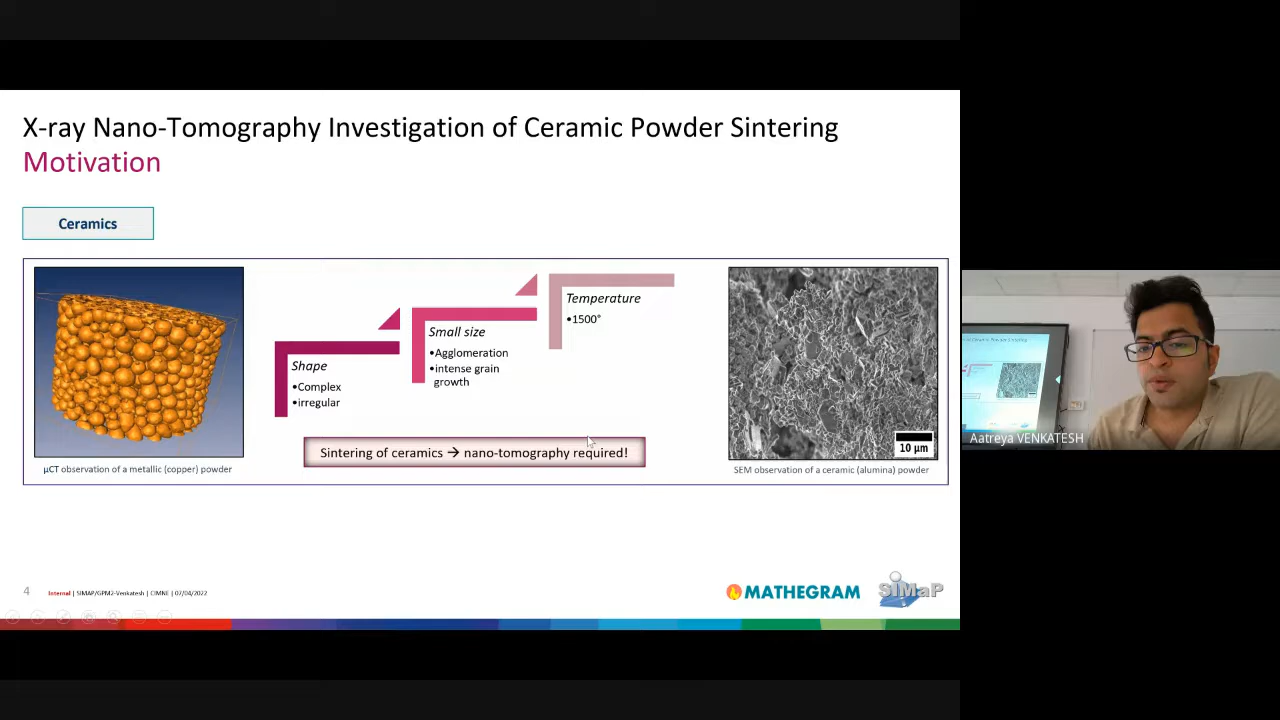 X-ray Nano-Tomography Investigation of Ceramic Powder Sintering
Motivation
Ceramics
Shape
•Complex
•irregular
Small size
•Agglomeration
•intense grain
growth
Temperature
•1500°
Sintering of ceramics → nano-tomography required!
10 µm
µCT observation of a metallic (copper) powder
SEM observation of a ceramic (alumina) powder
4
Internal | SIMAP/GPM2-Venkatesh | CIMNE | 07/04/2022
MATHEGRAM
SIMaP
Aatreya VENKATESH